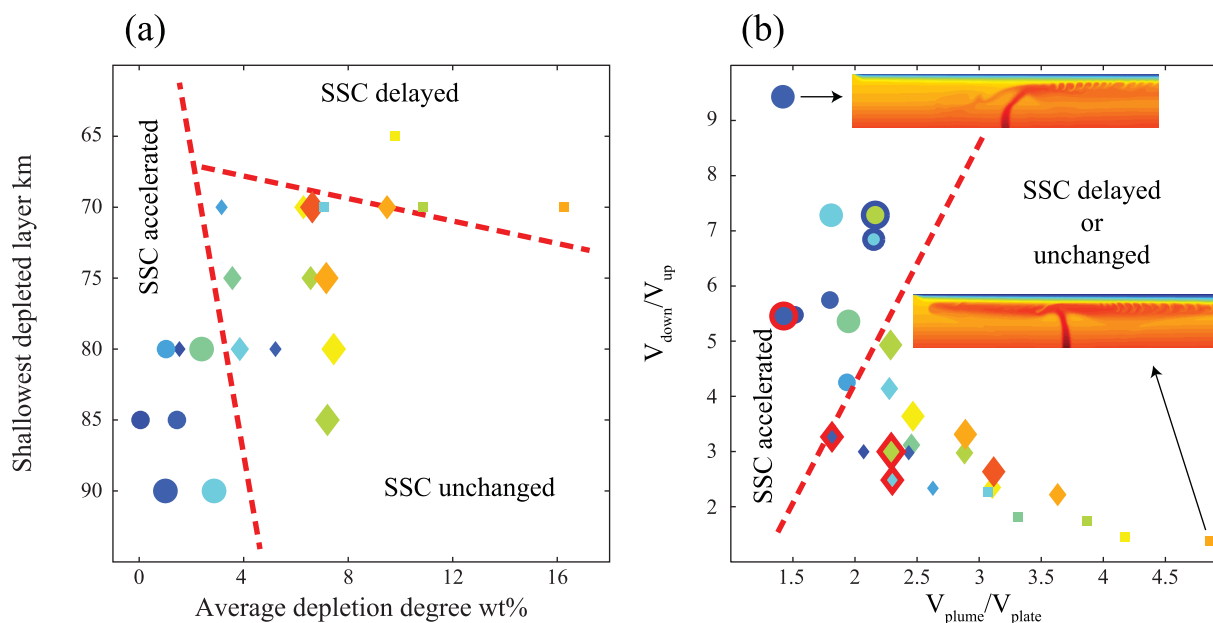 (a)
SSC delayed
SSC accelerated
SSC unchanged
65
70
75
80
85
90
Shallowest depleted layer km
0 4 8 12 16
Average depletion degree wt%
(b)
SSC delayed
or
unchanged
SSC accelerated
9
8
7
6
5
4
3
2
V_down/V_up
1.5 2 2.5 3 3.5 4 4.5
V_plume/V_plate